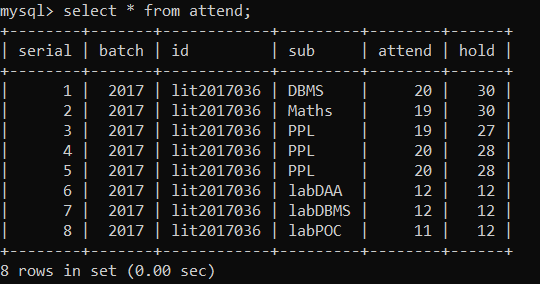 mysql> select * from attend;
+--------+-------+------------+---------+--------+------+
| serial | batch | id         | sub     | attend | hold |
+--------+-------+------------+---------+--------+------+
|      1 |  2017 | lit2017036 | DBMS    |     20 |   30 |
|      2 |  2017 | lit2017036 | Maths   |     19 |   30 |
|      3 |  2017 | lit2017036 | PPL     |     19 |   27 |
|      4 |  2017 | lit2017036 | PPL     |     20 |   28 |
|      5 |  2017 | lit2017036 | PPL     |     20 |   28 |
|      6 |  2017 | lit2017036 | labDAA  |     12 |   12 |
|      7 |  2017 | lit2017036 | labDBMS |     12 |   12 |
|      8 |  2017 | lit2017036 | labPOC  |     11 |   12 |
+--------+-------+------------+---------+--------+------+
8 rows in set (0.00 sec)